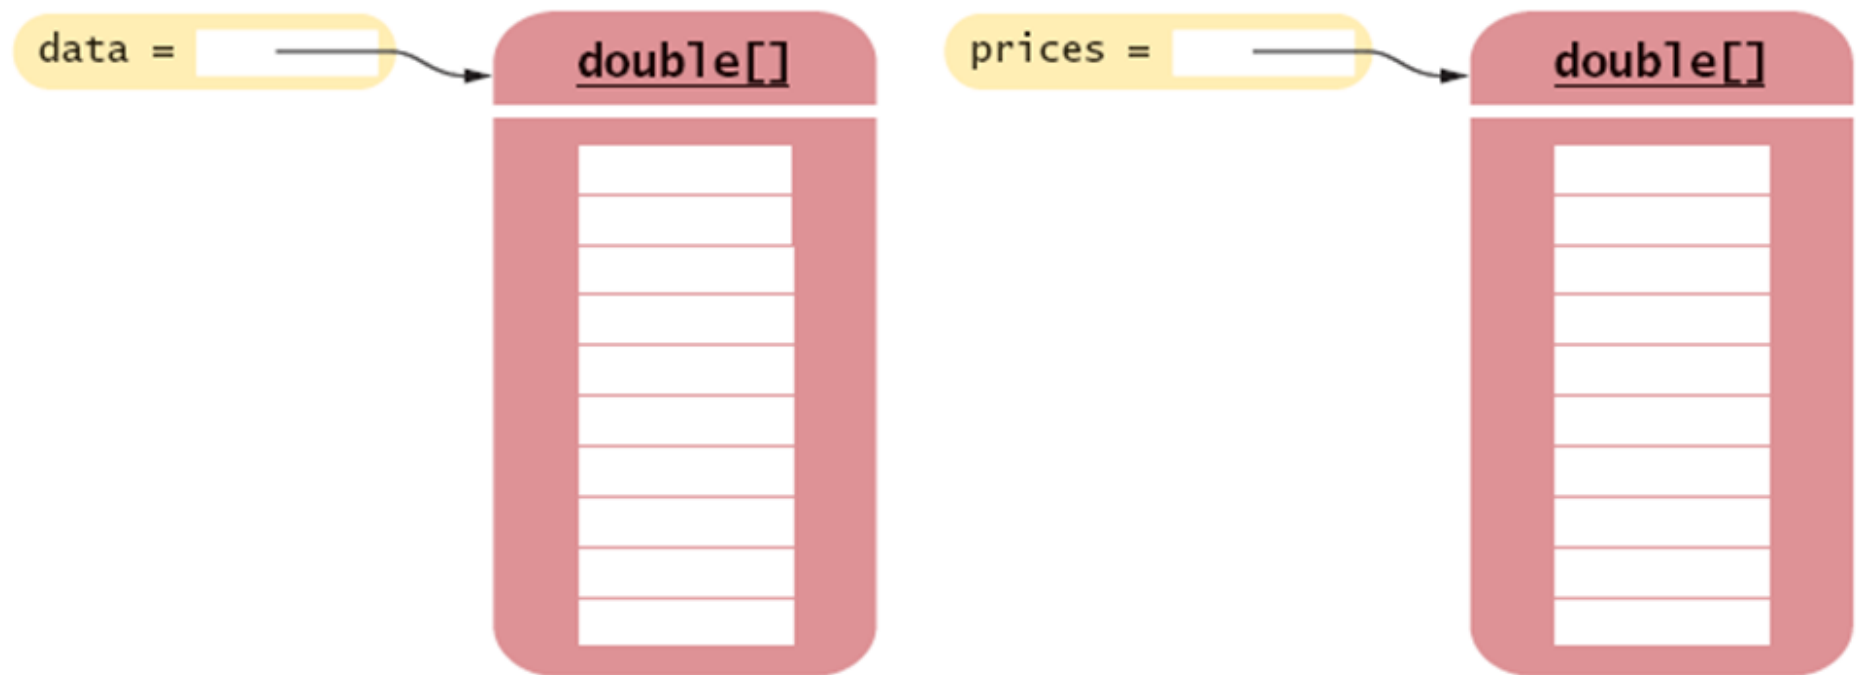 data =
double[]
prices =
double[]